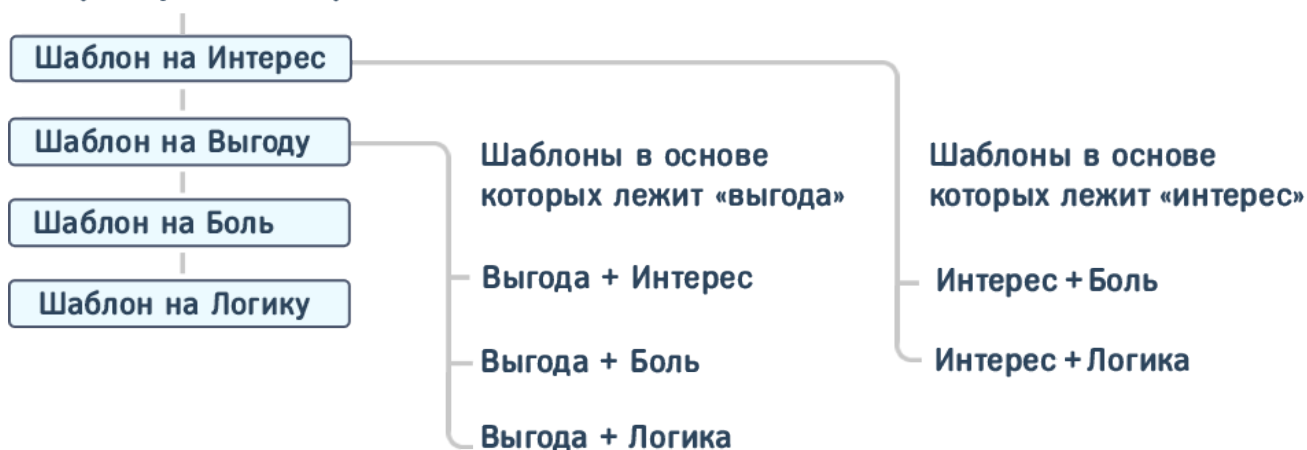 Шаблон на Интерес
Шаблон на Выгоду
Шаблон на Боль
Шаблон на Логику
Шаблоны в основе
которых лежит «выгода»
Выгода + Интерес
Выгода + Боль
Выгода + Логика
Шаблоны в основе
которых лежит «интерес»
Интерес + Боль
Интерес + Логика